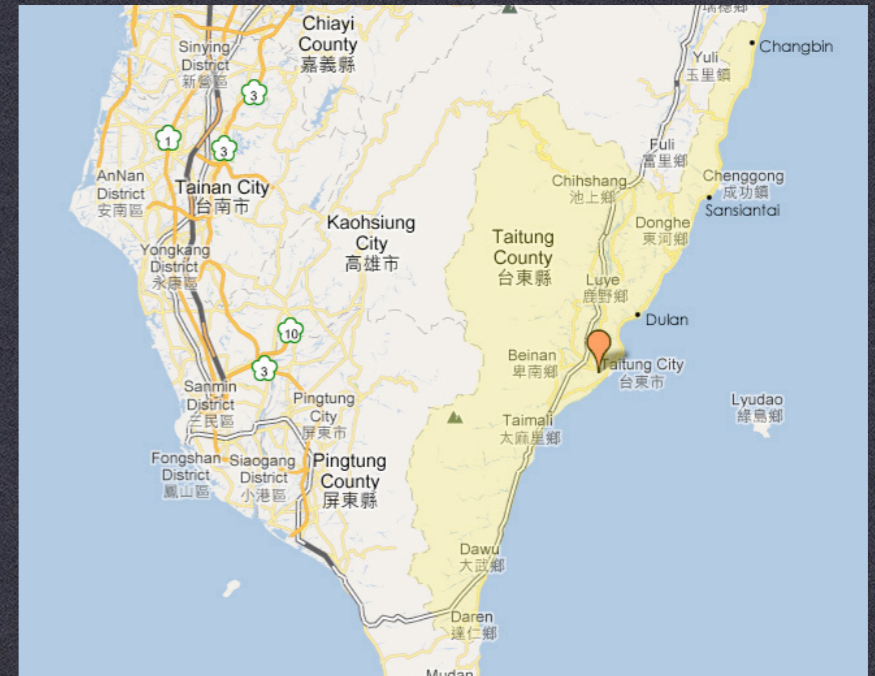 瑞穗鄉
Chiayi
County
嘉義縣
Sinying
District
新營區
Changbin
Yuli
玉里鎮
3
1
3
Fuli
富里鄉
AnNan
District
安南區
Tainan City
台南市
Chihshang
池上鄉
Chenggong
成功鎮
Sansiantai
Kaohsiung
City
高雄市
Donghe
東河鄉
Taitung
County
台東縣
Yongkang
District
永康區
Luye
鹿野鄉
Dulan
10
3
Beinan
卑南鄉
Taitung City
台東市
Sanmin
District
三民區
Pingtung
City
屏東市
Lyudao
綠島鄉
Taimali
太麻里鄉
Fongshan
District
鳳山區
Siaogang
District
小港區
Pingtung
County
屏東縣
Dawu
大武鄉
Daren
達仁鄉
Mudan